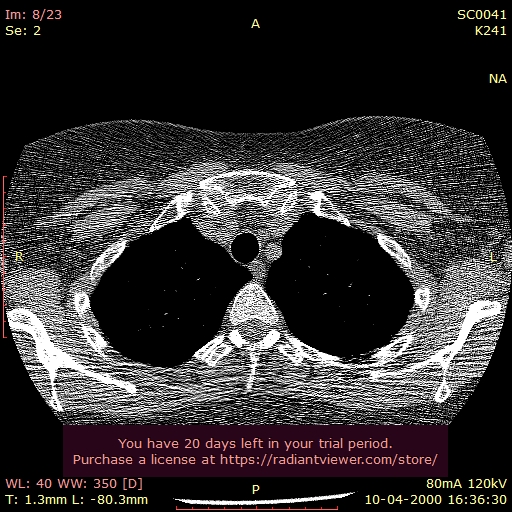 Im: 8/23
Se: 2
A
SC0041
K241
NA
R
L
You have 20 days left in your trial period.
Purchase a license at https://radiantviewer.com/store/
WL: 40 WW: 350 [D]
T: 1.3mm L: -80.3mm
P
80mA 120kV
10-04-2000 16:36:30